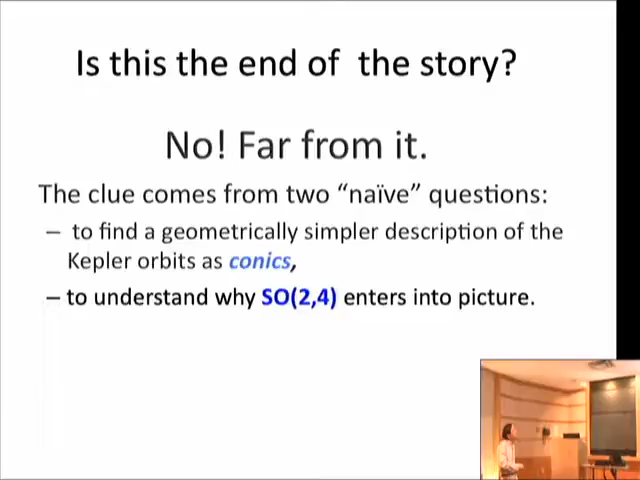 Is this the end of the story?
No! Far from it.
The clue comes from two “naïve” questions:
– to find a geometrically simpler description of the
Kepler orbits as conics,
– to understand why SO(2,4) enters into picture.